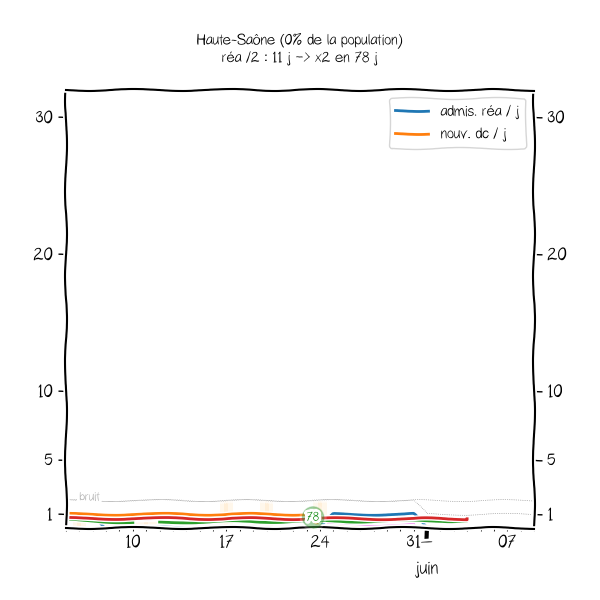 Haute-Saône (0% de la population)
réa /2 : 11 j -> x2 en 78 j
admis. réa / j
nouv. dc / j
30 30
20 20
10 10
5 5
bruit
1 78 1
10 17 24 31 07
juin